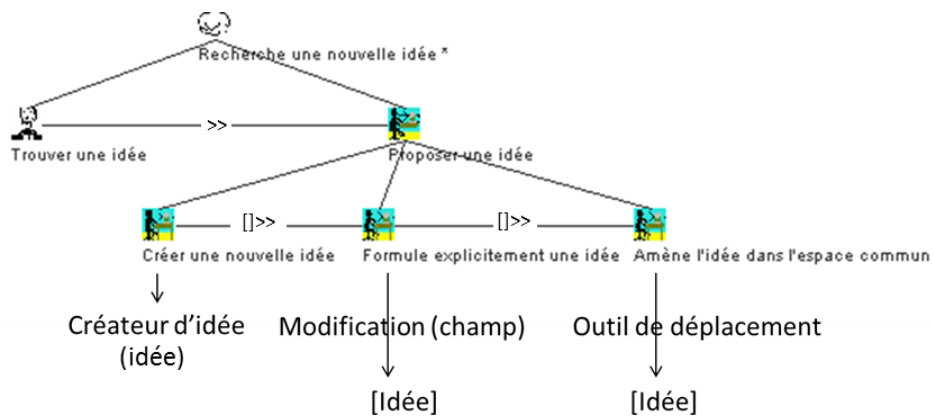 Recherche une nouvelle idée *
>>
Trouver une idée
Proposer une idée
[]>>
[]>>
Créer une nouvelle idée
Formule explicitement une idée
Amène l'idée dans l'espace commun
Créateur d'idée
(idée)
Modification (champ)
Outil de déplacement
[Idée]
[Idée]